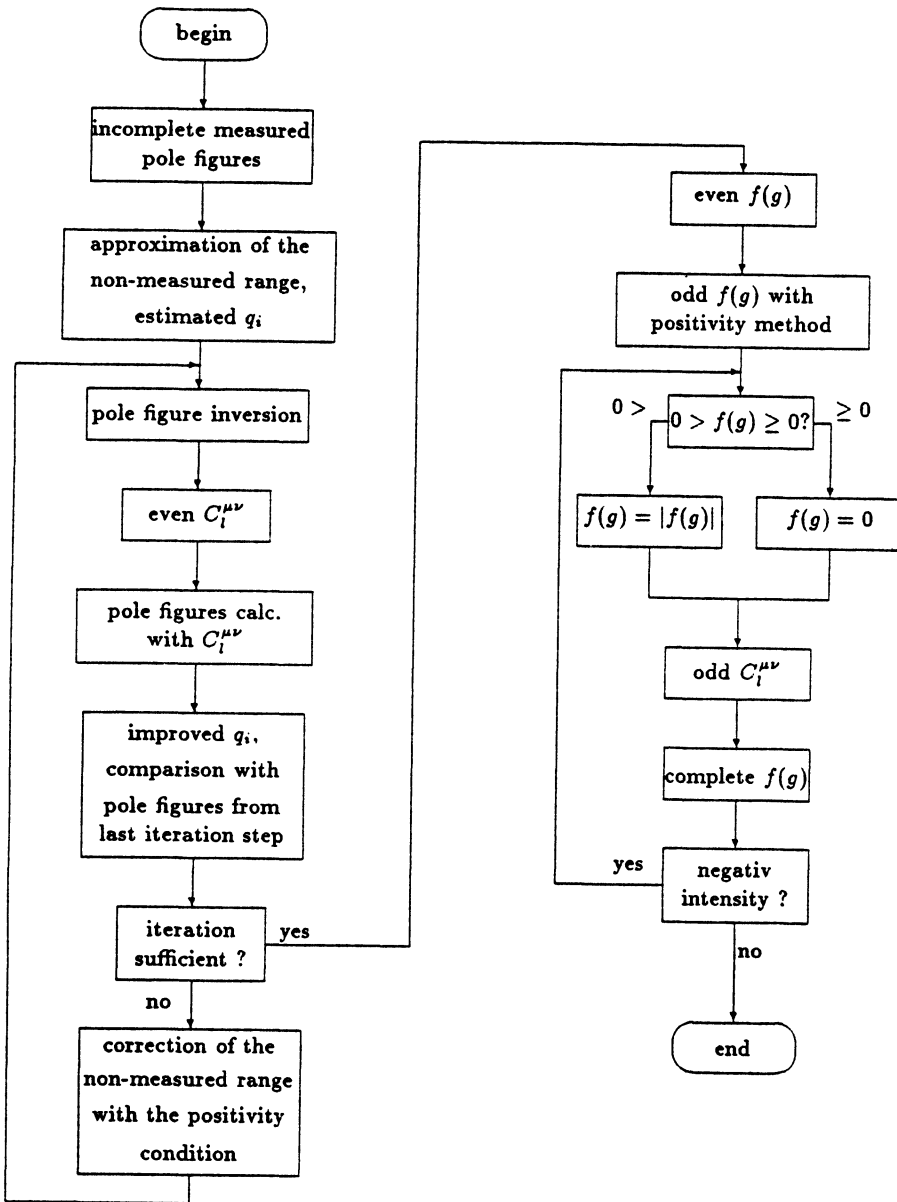 begin
incomplete measured
pole figures
approximation of the
non-measured range,
estimated q_i
pole figure inversion
even C_l^{μν}
pole figures calc.
with C_l^{μν}
improved q_i,
comparison with
pole figures from
last iteration step
iteration
sufficient ?
yes
no
correction of the
non-measured range
with the positivity
condition
even f(g)
odd f(g) with
positivity method
0 >
0 > f(g) ≥ 0?
≥ 0
f(g) = |f(g)|
f(g) = 0
odd C_l^{μν}
complete f(g)
yes
negativ
intensity ?
no
end